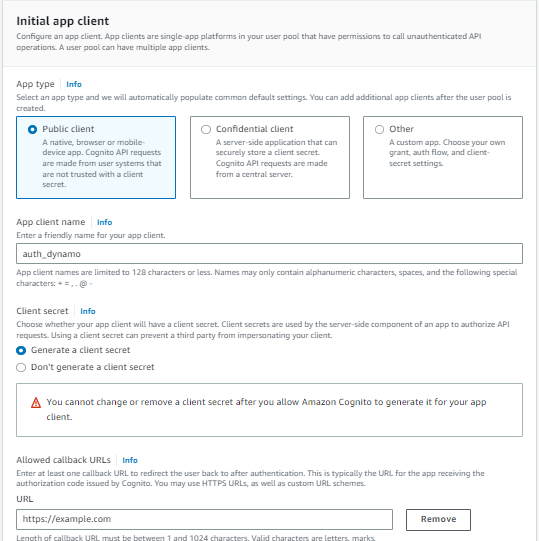 Initial app client
Configure an app client. App clients are single-app platforms in your user pool that have permissions to call unauthenticated API
operations. A user pool can have multiple app clients.
App type Info
Select an app type and we will automatically populate common default settings. You can add additional app clients after the user pool is
created.
Public client
A native, browser or mobile-
device app. Cognito API requests
are made from user systems that
are not trusted with a client
secret.
Confidential client
A server-side application that can
securely store a client secret.
Cognito API requests are made
from a central server.
Other
A custom app. Choose your own
grant, auth flow, and client-
secret settings.
App client name Info
Enter a friendly name for your app client.
auth_dynamo
App client names are limited to 128 characters or less. Names may only contain alphanumeric characters, spaces, and the following special
characters: + = , . @ -
Client secret Info
Choose whether your app client will have a client secret. Client secrets are used by the server-side component of an app to authorize API
requests. Using a client secret can prevent a third party from impersonating your client.
Generate a client secret
Don't generate a client secret
You cannot change or remove a client secret after you allow Amazon Cognito to generate it for your app
client.
Allowed callback URLs Info
Enter at least one callback URL to redirect the user back to after authentication. This is typically the URL for the app receiving the
authorization code issued by Cognito. You may use HTTPS URLs, as well as custom URL schemes.
URL
https://example.com
Remove
Length of callback URL must be between 1 and 1024 characters. Valid characters are letters, marks,